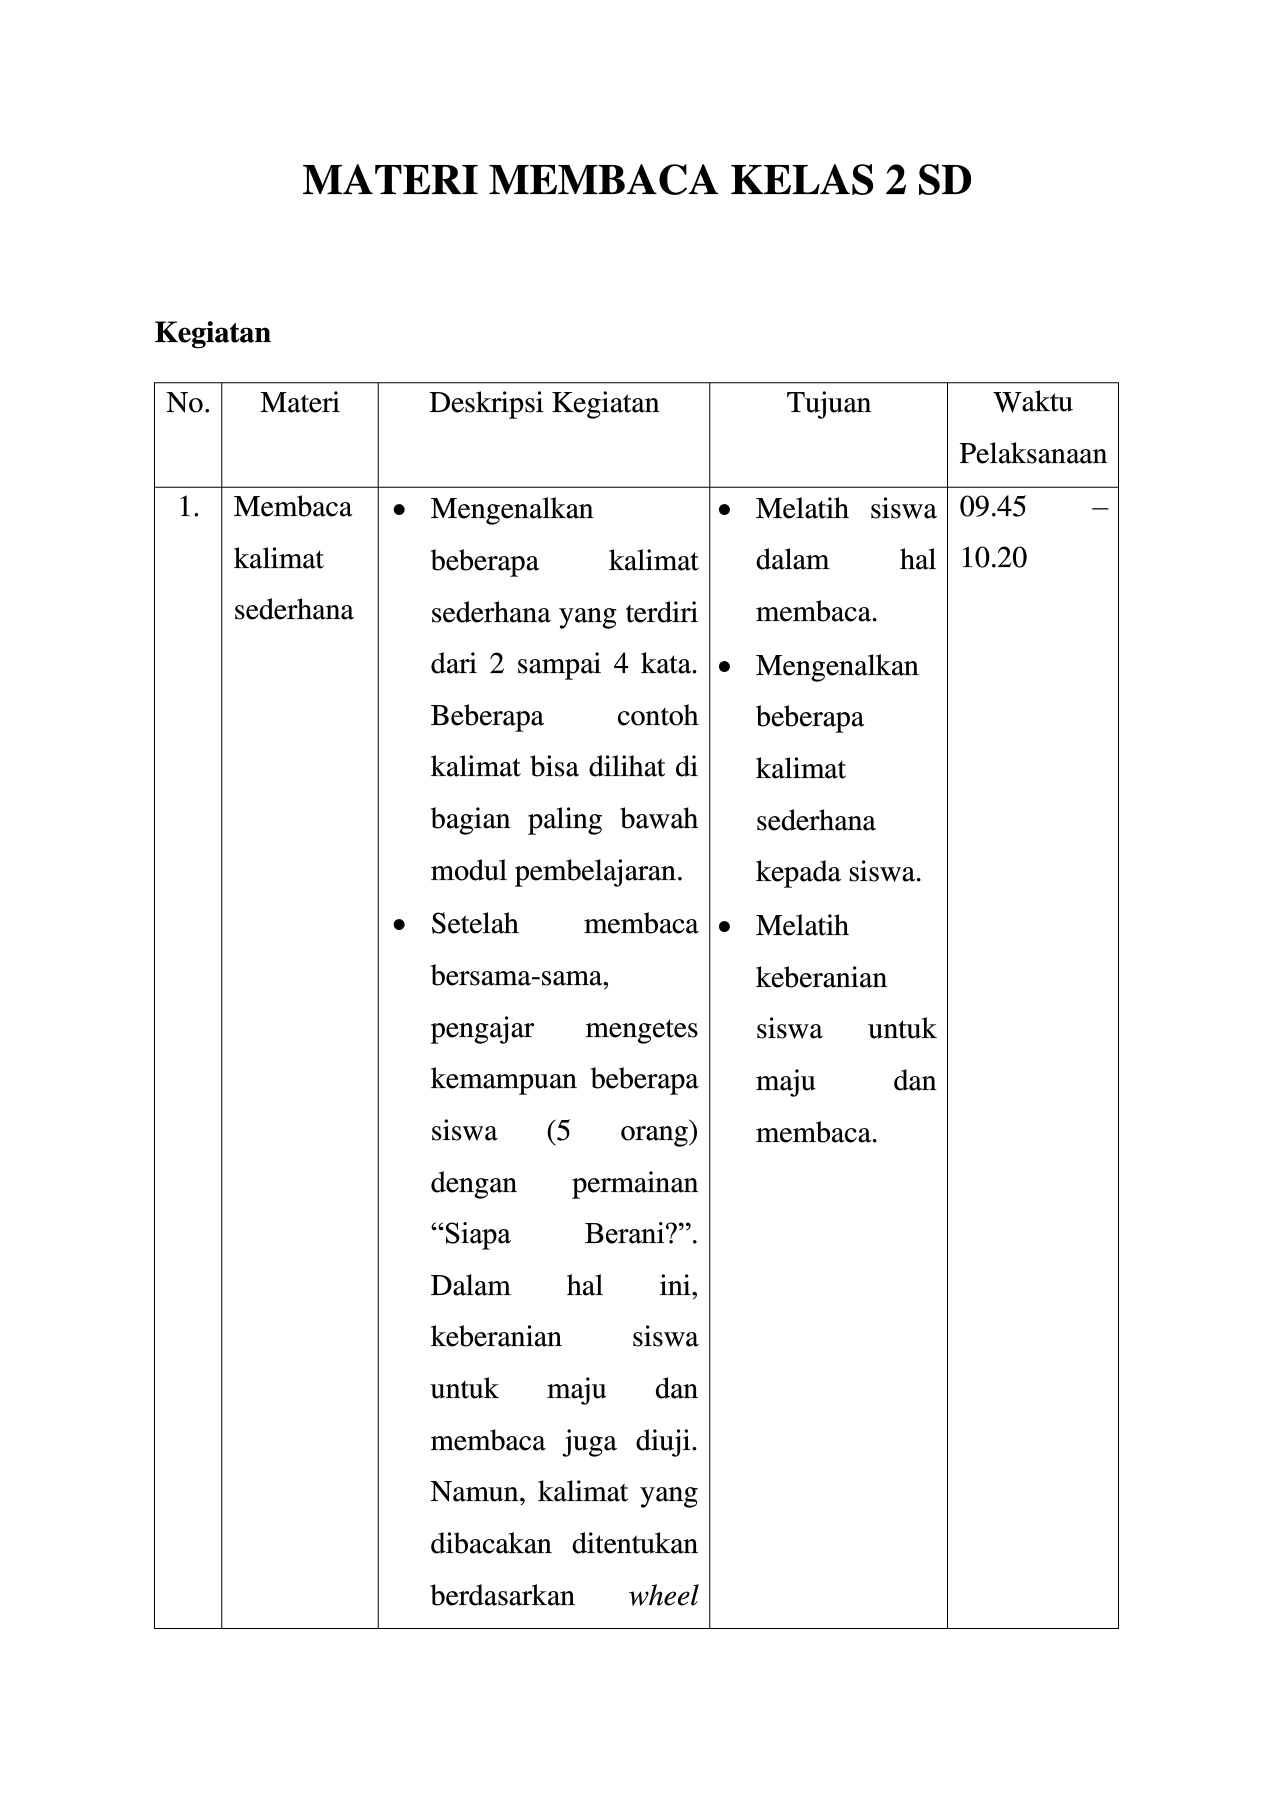 MATERI MEMBACA KELAS 2 SD
Kegiatan
No.
Materi
Deskripsi Kegiatan
Tujuan
Waktu
Pelaksanaan
1.
Membaca
kalimat
sederhana
• Mengenalkan
beberapa kalimat
sederhana yang terdiri
dari 2 sampai 4 kata.
Beberapa contoh
kalimat bisa dilihat di
bagian paling bawah
modul pembelajaran.
• Setelah membaca
bersama-sama,
pengajar mengetes
kemampuan beberapa
siswa (5 orang)
dengan permainan
“Siapa Berani?”.
Dalam hal ini,
keberanian siswa
untuk maju dan
membaca juga diuji.
Namun, kalimat yang
dibacakan ditentukan
berdasarkan wheel
• Melatih siswa
dalam hal
membaca.
• Mengenalkan
beberapa
kalimat
sederhana
kepada siswa.
• Melatih
keberanian
siswa untuk
maju dan
membaca.
09.45 –
10.20